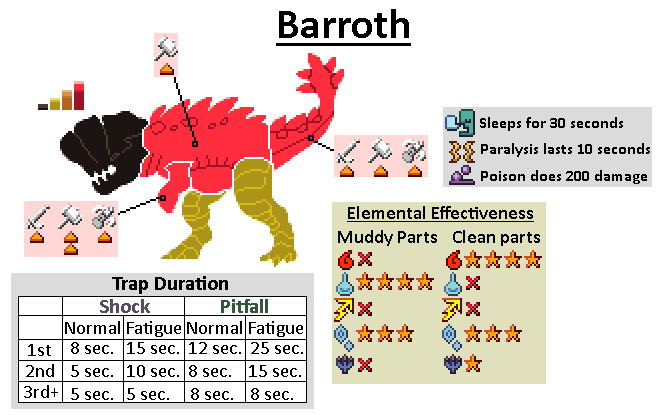 Barroth
Sleeps for 30 seconds
Paralysis lasts 10 seconds
Poison does 200 damage
Elemental Effectiveness
Muddy Parts Clean parts
Trap Duration
Shock Pitfall
Normal Fatigue Normal Fatigue
1st 8 sec. 15 sec. 12 sec. 25 sec.
2nd 5 sec. 10 sec. 8 sec. 15 sec.
3rd+ 5 sec. 5 sec. 8 sec. 8 sec.